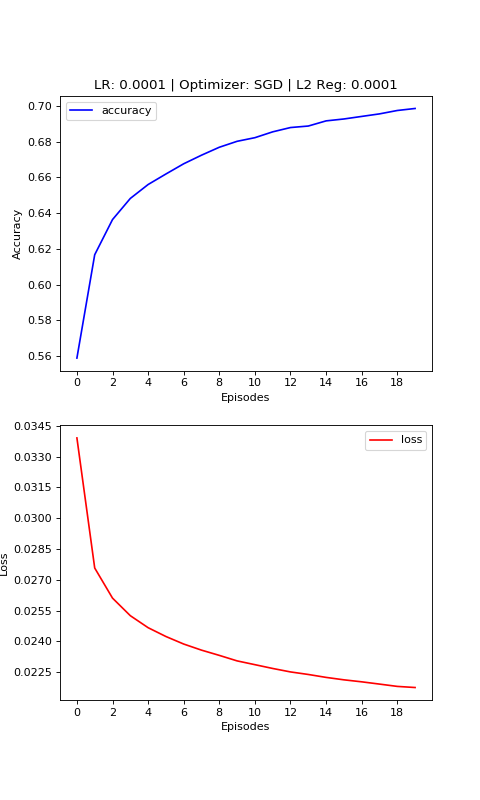 LR: 0.0001 | Optimizer: SGD | L2 Reg: 0.0001
accuracy
0.70
0.68
0.66
0.64
0.62
0.60
0.58
0.56
Accuracy
0 2 4 6 8 10 12 14 16 18
Episodes
loss
0.0345
0.0330
0.0315
0.0300
0.0285
0.0270
0.0255
0.0240
0.0225
Loss
0 2 4 6 8 10 12 14 16 18
Episodes